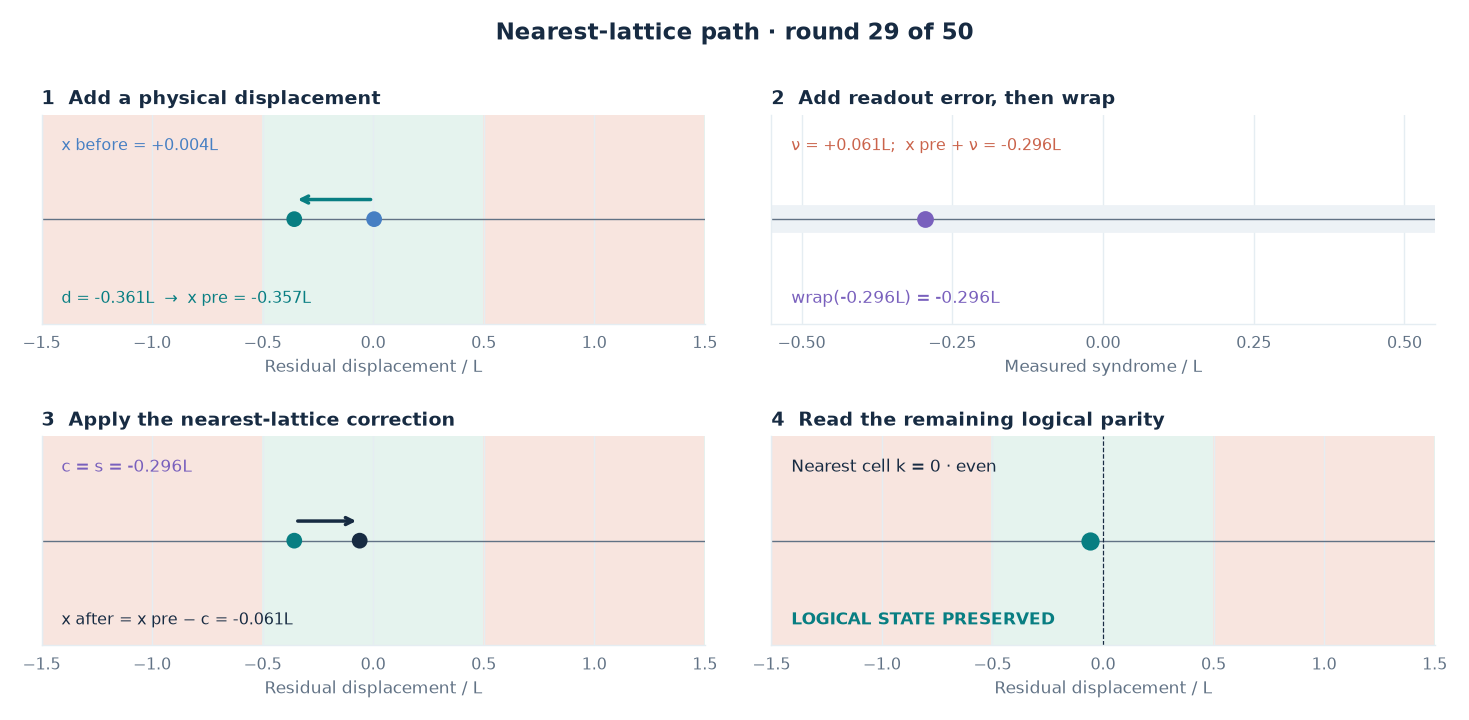 Nearest-lattice path · round 29 of 50
1 Add a physical displacement
x before = +0.004L
d = -0.361L → x pre = -0.357L
−1.5 −1.0 −0.5 0.0 0.5 1.0 1.5
Residual displacement / L
2 Add readout error, then wrap
ν = +0.061L; x pre + ν = -0.296L
wrap(-0.296L) = -0.296L
−0.50 −0.25 0.00 0.25 0.50
Measured syndrome / L
3 Apply the nearest-lattice correction
c = s = -0.296L
x after = x pre − c = -0.061L
−1.5 −1.0 −0.5 0.0 0.5 1.0 1.5
Residual displacement / L
4 Read the remaining logical parity
Nearest cell k = 0 · even
LOGICAL STATE PRESERVED
−1.5 −1.0 −0.5 0.0 0.5 1.0 1.5
Residual displacement / L